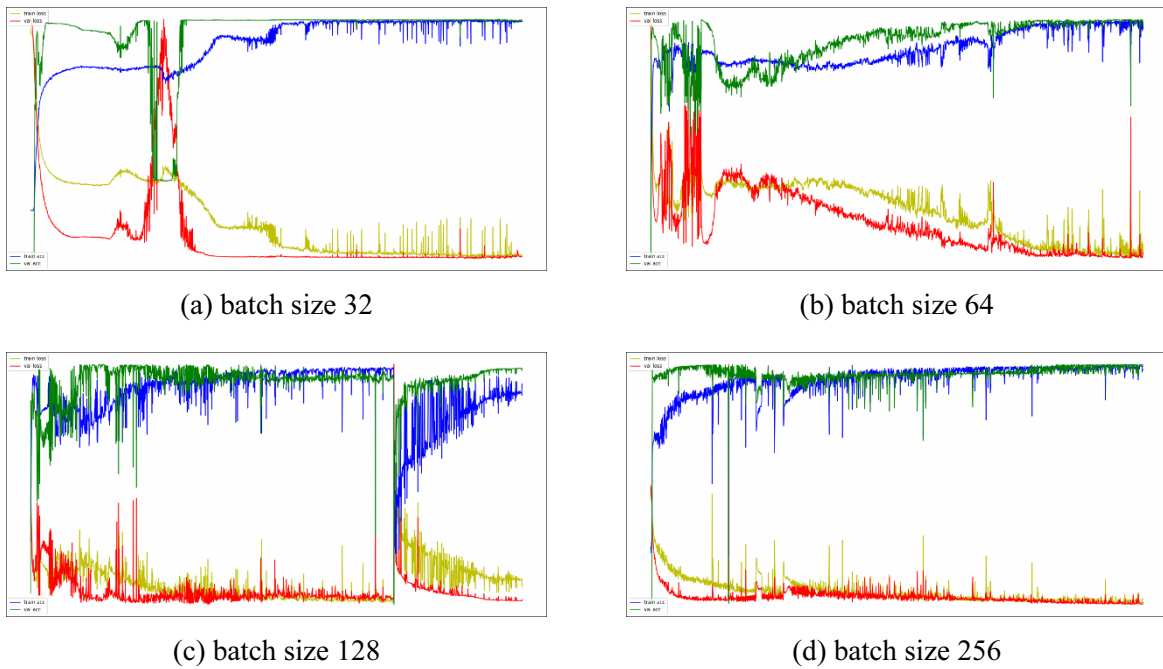 train loss
val loss
train acc
val acc
(a) batch size 32
train loss
val loss
train acc
val acc
(b) batch size 64
train loss
val loss
train acc
val acc
(c) batch size 128
train loss
val loss
train acc
val acc
(d) batch size 256